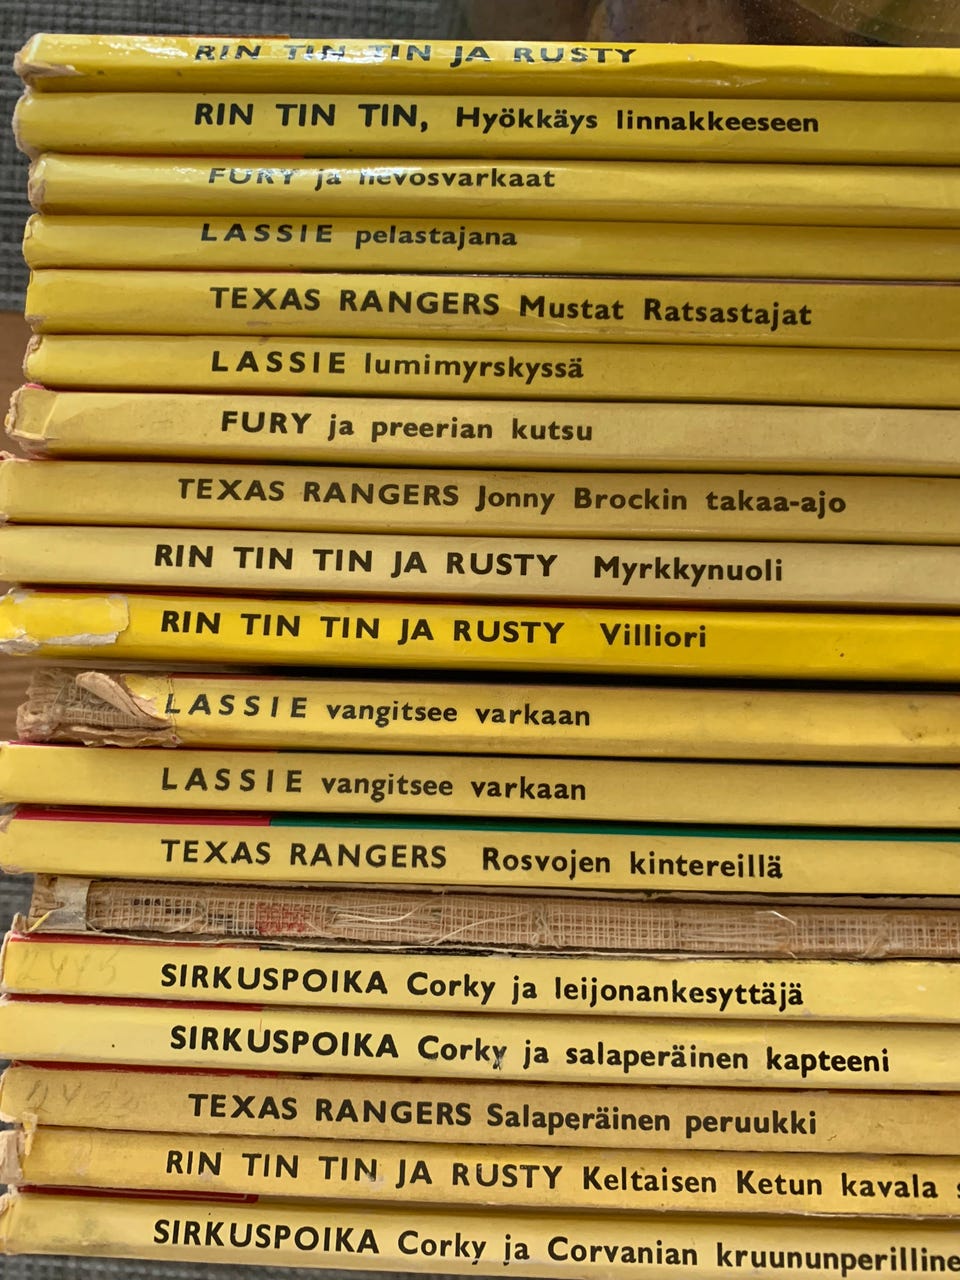 RIN TIN TIN JA RUSTY
RIN TIN TIN, Hyökkäys linnakkeeseen
FURY ja hevosvarkaat
LASSIE pelastajana
TEXAS RANGERS Mustat Ratsastajat
LASSIE lumimyrskyssä
FURY ja preerian kutsu
TEXAS RANGERS Jonny Brockin takaa-ajo
RIN TIN TIN JA RUSTY Myrkkynuoli
RIN TIN TIN JA RUSTY Villiori
LASSIE vangitsee varkaan
LASSIE vangitsee varkaan
TEXAS RANGERS Rosvojen kintereillä
SIRKUSPOIKA Corky ja leijonankesyttäjä
SIRKUSPOIKA Corky ja salaperäinen kapteeni
TEXAS RANGERS Salaperäinen peruukki
RIN TIN TIN JA RUSTY Keltaisen Ketun kavala
SIRKUSPOIKA Corky ja Corvanian kruununperilline